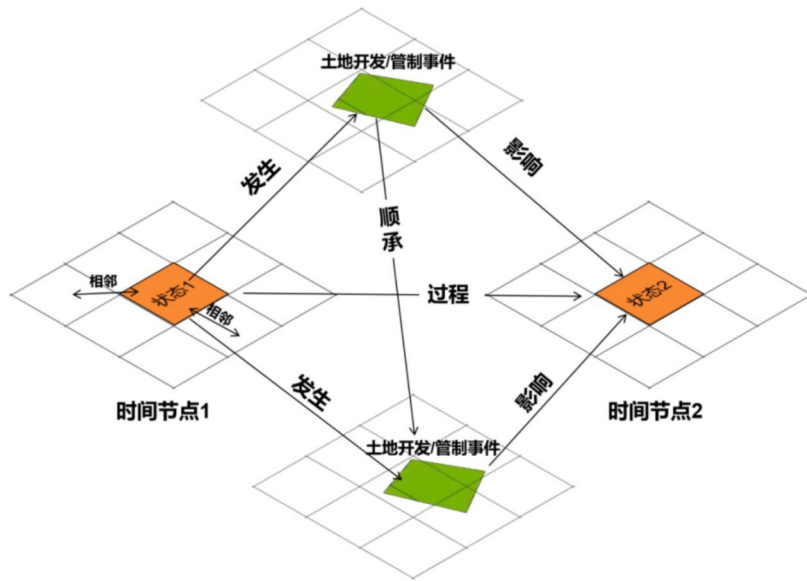 土地开发/管制事件
发生
影响
顺
承
相邻
状态1
相邻
过程
状态2
时间节点1
时间节点2
发生
影响
土地开发/管制事件